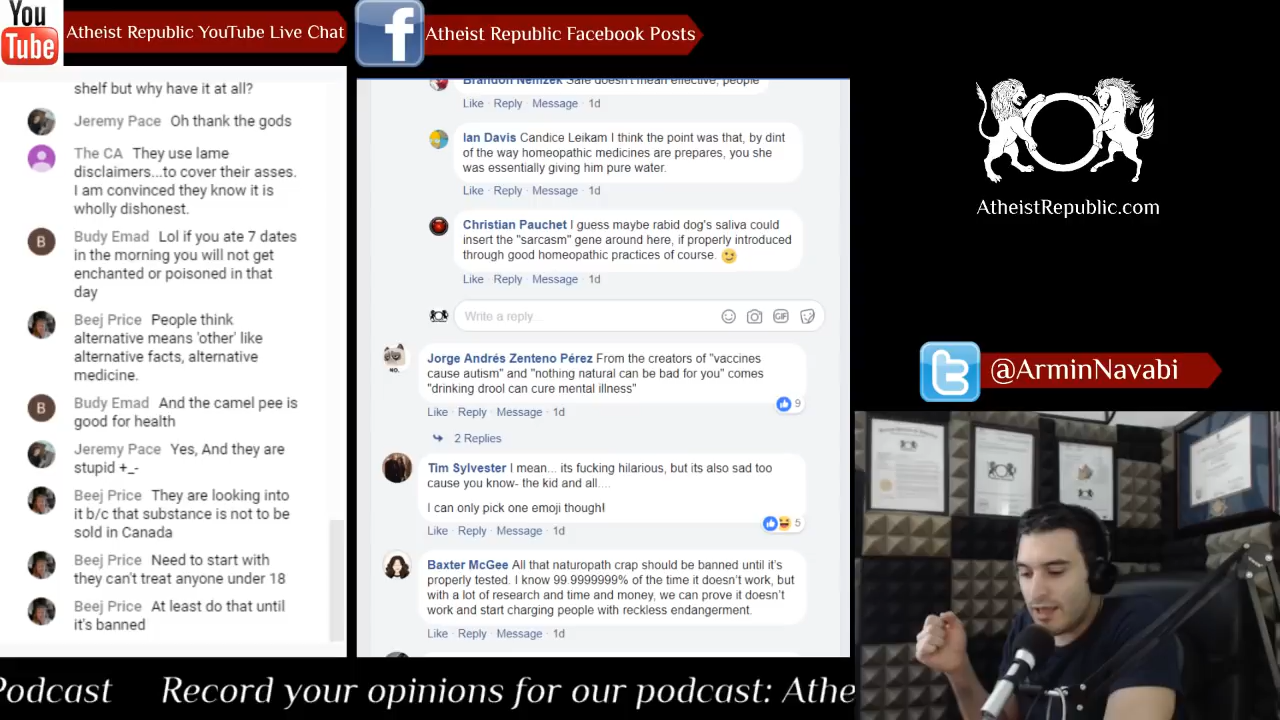 You
Tube
Atheist Republic YouTube Live Chat
f
Atheist Republic Facebook Posts
shelf but why have it at all?
Jeremy Pace Oh thank the gods
The CA They use lame
disclaimers...to cover their asses.
I am convinced they know it is
wholly dishonest.
B
Budy Emad Lol if you ate 7 dates
in the morning you will not get
enchanted or poisoned in that
day
Beej Price People think
alternative means 'other' like
alternative facts, alternative
medicine.
B
Budy Emad And the camel pee is
good for health
Jeremy Pace Yes, And they are
stupid +_-
Beej Price They are looking into
it b/c that substance is not to be
sold in Canada
Beej Price Need to start with
they can't treat anyone under 18
Beej Price At least do that until
it's banned
Brandon Nemzek Safe doesn't mean effective, people
Like · Reply · Message · 1d
Ian Davis Candice Leikam I think the point was that, by dint
of the way homeopathic medicines are prepares, you she
was essentially giving him pure water.
Like · Reply · Message · 1d
Christian Pauchet I guess maybe rabid dog's saliva could
insert the "sarcasm" gene around here, if properly introduced
through good homeopathic practices of course. 😉
Like · Reply · Message · 1d
Write a reply...
GIF
NO.
Jorge Andrés Zenteno Pérez From the creators of "vaccines
cause autism" and "nothing natural can be bad for you" comes
"drinking drool can cure mental illness"
9
Like · Reply · Message · 1d
2 Replies
Tim Sylvester I mean... its fucking hilarious, but its also sad too
cause you know- the kid and all....
I can only pick one emoji though!
5
Like · Reply · Message · 1d
Baxter McGee All that naturopath crap should be banned until it's
properly tested. I know 99.9999999% of the time it doesn't work, but
with a lot of research and time and money, we can prove it doesn't
work and start charging people with reckless endangerment.
Like · Reply · Message · 1d
AtheistRepublic.com
@ArminNavabi
Podcast Record your opinions for our podcast: Athe